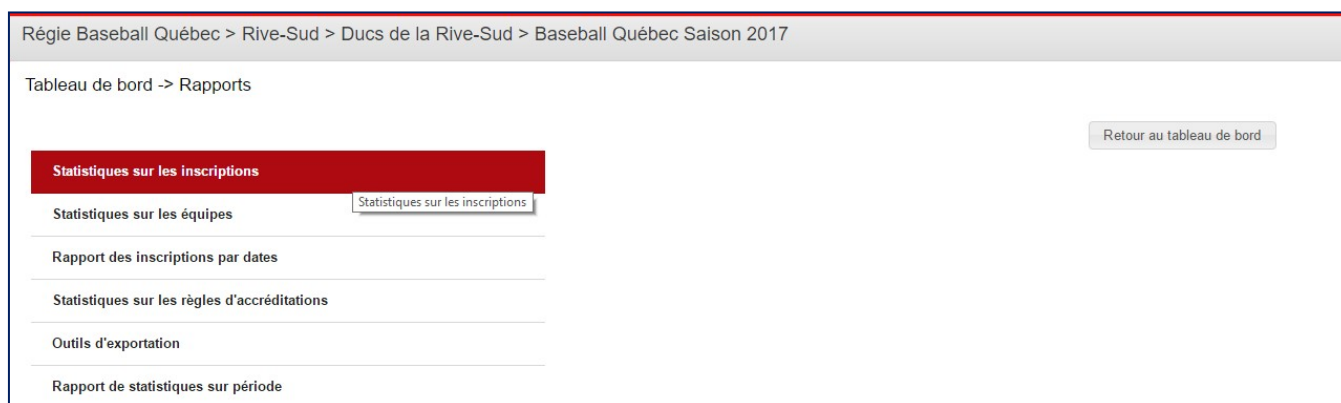 Régie Baseball Québec > Rive-Sud > Ducs de la Rive-Sud > Baseball Québec Saison 2017
Tableau de bord -> Rapports
Retour au tableau de bord
Statistiques sur les inscriptions
Statistiques sur les inscriptions
Statistiques sur les équipes
Rapport des inscriptions par dates
Statistiques sur les règles d'accréditations
Outils d'exportation
Rapport de statistiques sur période